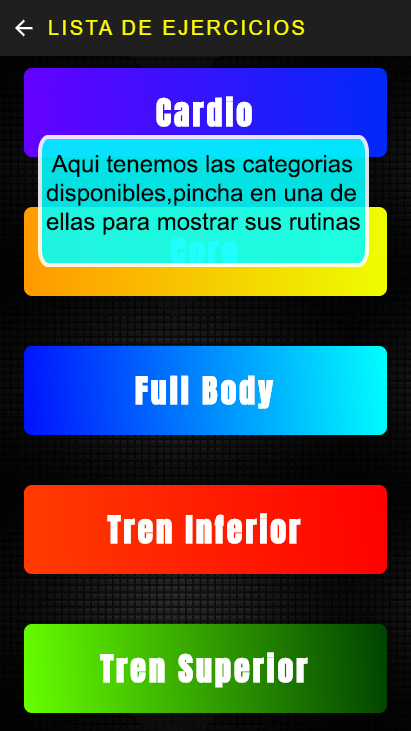 LISTA DE EJERCICIOS
Cardio
Aqui tenemos las categorias
disponibles,pincha en una de
ellas para mostrar sus rutinas
Core
Full Body
Tren Inferior
Tren Superior